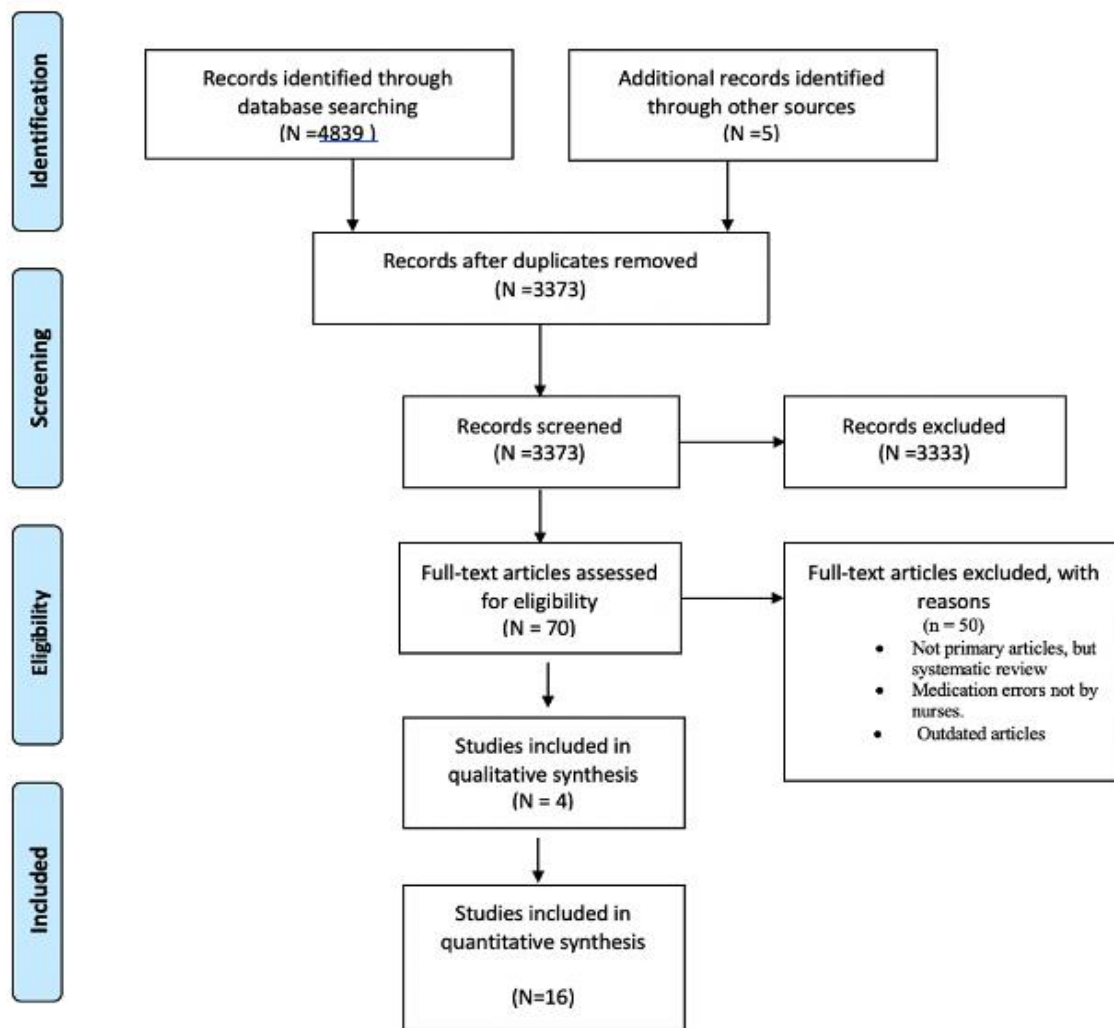 Identification
Records identified through
database searching
(N =4839 )
Additional records identified
through other sources
(N =5)
Records after duplicates removed
(N =3373)
Screening
Records screened
(N =3373)
Records excluded
(N =3333)
Eligibility
Full-text articles assessed
for eligibility
(N = 70)
Full-text articles excluded, with
reasons
(n = 50)
• Not primary articles, but
systematic review
• Medication errors not by
nurses.
• Outdated articles
Studies included in
qualitative synthesis
(N = 4)
Included
Studies included in
quantitative synthesis
(N=16)